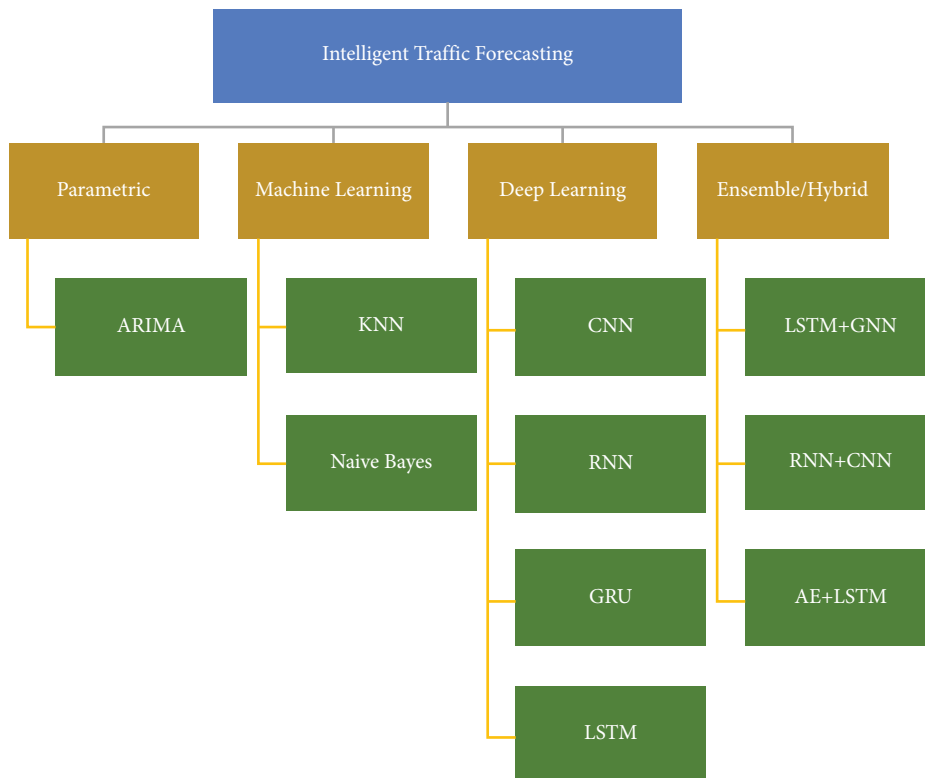 Intelligent Traffic Forecasting
Parametric
Machine Learning
Deep Learning
Ensemble/Hybrid
ARIMA
KNN
CNN
LSTM+GNN
Naive Bayes
RNN
RNN+CNN
GRU
AE+LSTM
LSTM